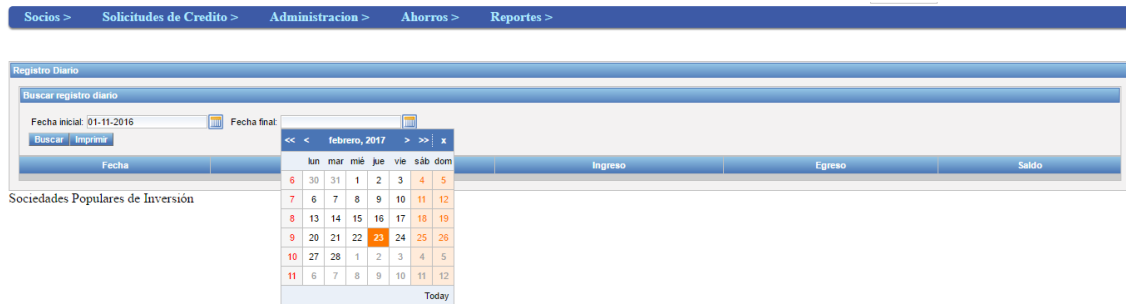 Socios > Solicitudes de Credito > Administracion > Ahorros > Reportes >
Registro Diario
Buscar registro diario
Fecha inicial: 01-11-2016 Fecha final:
Buscar Imprimir
<< < febrero, 2017 > >> x
Fecha Ingreso Egreso Saldo
lun mar mié jue vie sáb dom
6 30 31 1 2 3 4 5
7 6 7 8 9 10 11 12
8 13 14 15 16 17 18 19
9 20 21 22 23 24 25 26
10 27 28 1 2 3 4 5
11 6 7 8 9 10 11 12
Today
Sociedades Populares de Inversión